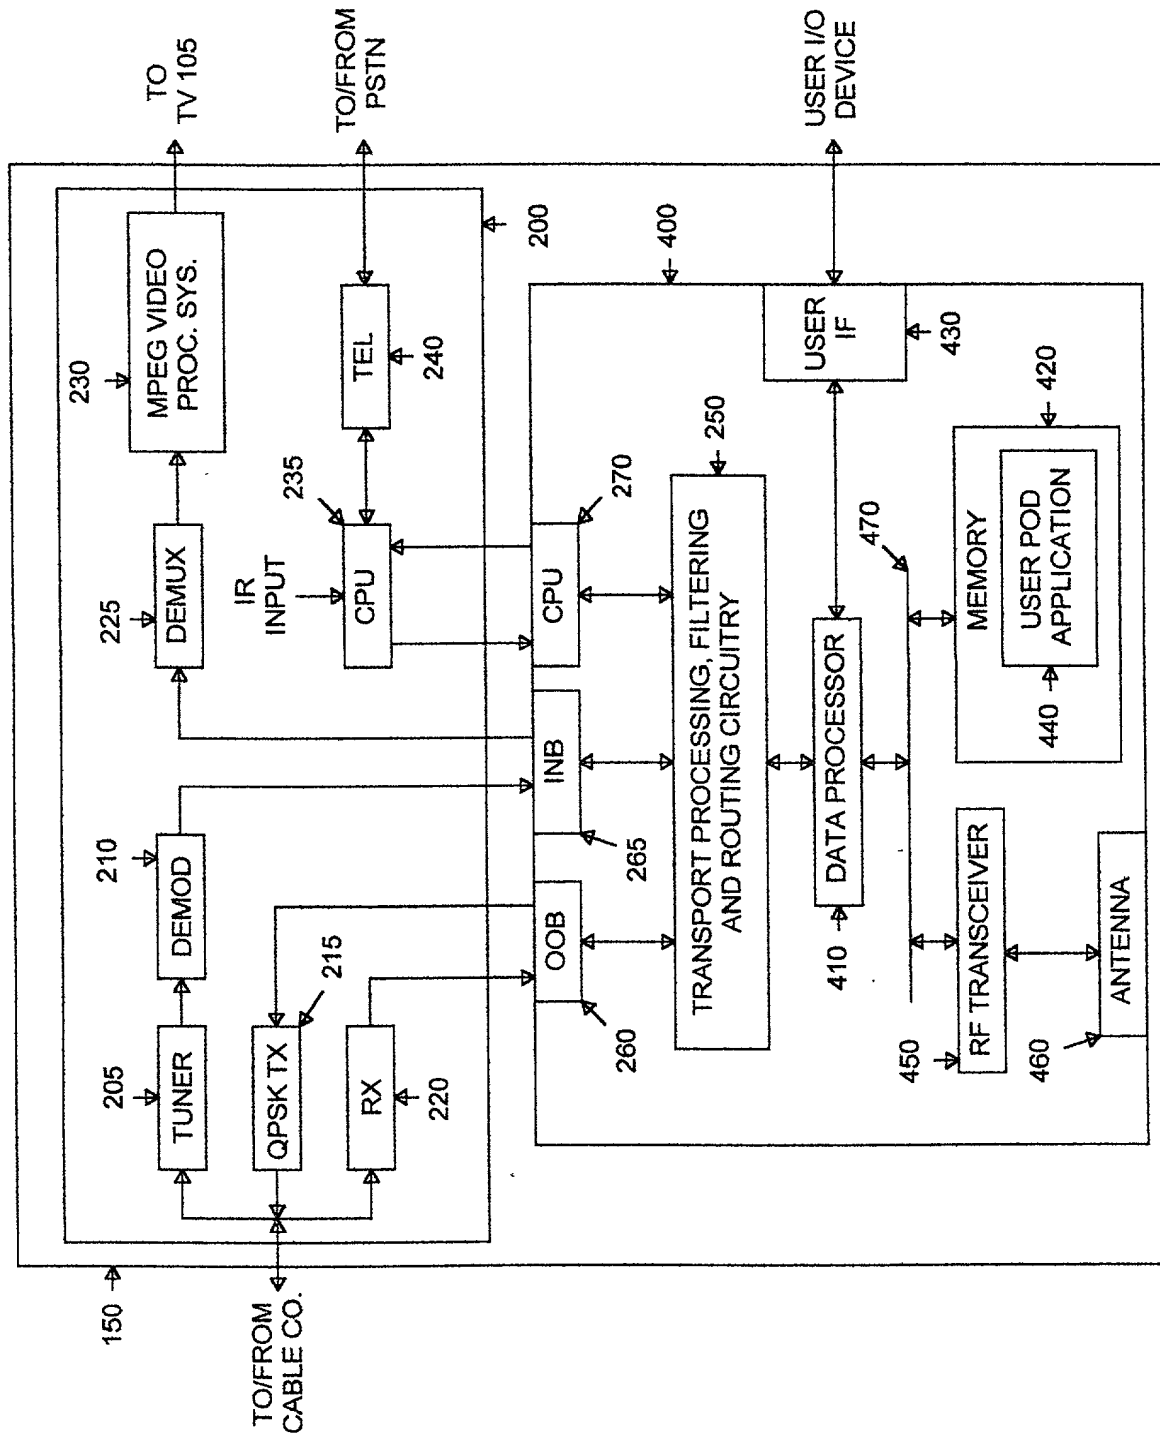 150
TO/FROM
CABLE CO.
205
TUNER
210
DEMOD
225
DEMUX
230
MPEG VIDEO
PROC. SYS.
TO
TV 105
QPSK TX
215
RX
220
IR
INPUT
235
CPU
TEL
240
TO/FROM
PSTN
200
OOB
260
INB
265
CPU
270
400
TRANSPORT PROCESSING, FILTERING
AND ROUTING CIRCUITRY
250
410
DATA PROCESSOR
USER
IF
430
USER I/O
DEVICE
470
450
RF TRANSCEIVER
460
ANTENNA
MEMORY
420
440
USER POD
APPLICATION